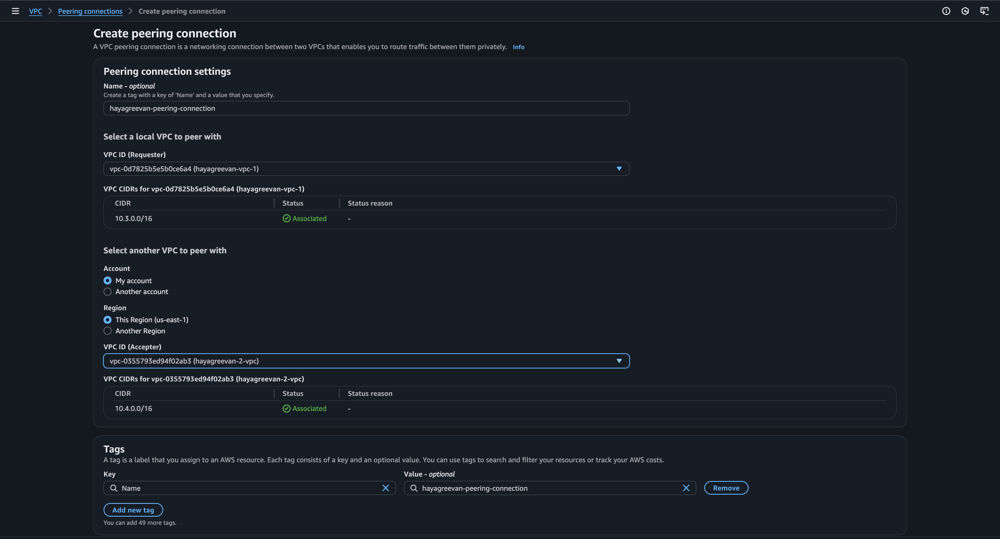 VPC > Peering connections > Create peering connection
Create peering connection
A VPC peering connection is a networking connection between two VPCs that enables you to route traffic between them privately. Info
Peering connection settings
Name - optional
Create a tag with a key of 'Name' and a value that you specify.
hayagreevan-peering-connection
Select a local VPC to peer with
VPC ID (Requester)
vpc-0d7825b5e5b0ce6a4 (hayagreevan-vpc-1)
VPC CIDRs for vpc-0d7825b5e5b0ce6a4 (hayagreevan-vpc-1)
CIDR Status Status reason
10.3.0.0/16 Associated -
Select another VPC to peer with
Account
My account
Another account
Region
This Region (us-east-1)
Another Region
VPC ID (Accepter)
vpc-0355793ed94f02ab3 (hayagreevan-2-vpc)
VPC CIDRs for vpc-0355793ed94f02ab3 (hayagreevan-2-vpc)
CIDR Status Status reason
10.4.0.0/16 Associated -
Tags
A tag is a label that you assign to an AWS resource. Each tag consists of a key and an optional value. You can use tags to search and filter your resources or track your AWS costs.
Key Value - optional
Name hayagreevan-peering-connection Remove
Add new tag
You can add 49 more tags.